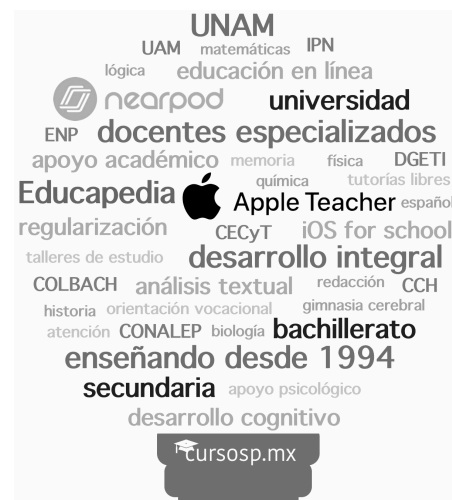 UNAM
UAM matemáticas IPN
lógica educación en línea
nearpod universidad
ENP docentes especializados
apoyo académico memoria física DGETI
química tutorías libres
Educapedia Apple Teacher español
regularización CECyT iOS for school
talleres de estudio desarrollo integral
COLBACH análisis textual redacción CCH
historia orientación vocacional gimnasia cerebral
atención CONALEP biología bachillerato
enseñando desde 1994
secundaria apoyo psicológico
desarrollo cognitivo
cursosp.mx